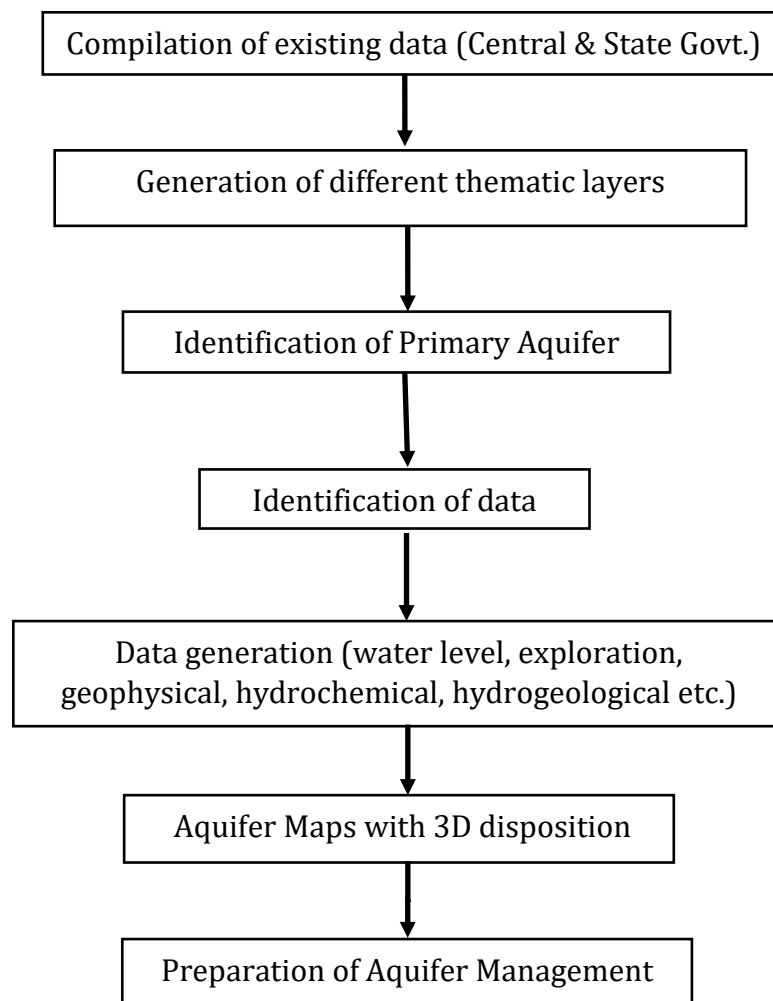 Compilation of existing data (Central & State Govt.)
Generation of different thematic layers
Identification of Primary Aquifer
Identification of data
Data generation (water level, exploration,
geophysical, hydrochemical, hydrogeological etc.)
Aquifer Maps with 3D disposition
Preparation of Aquifer Management